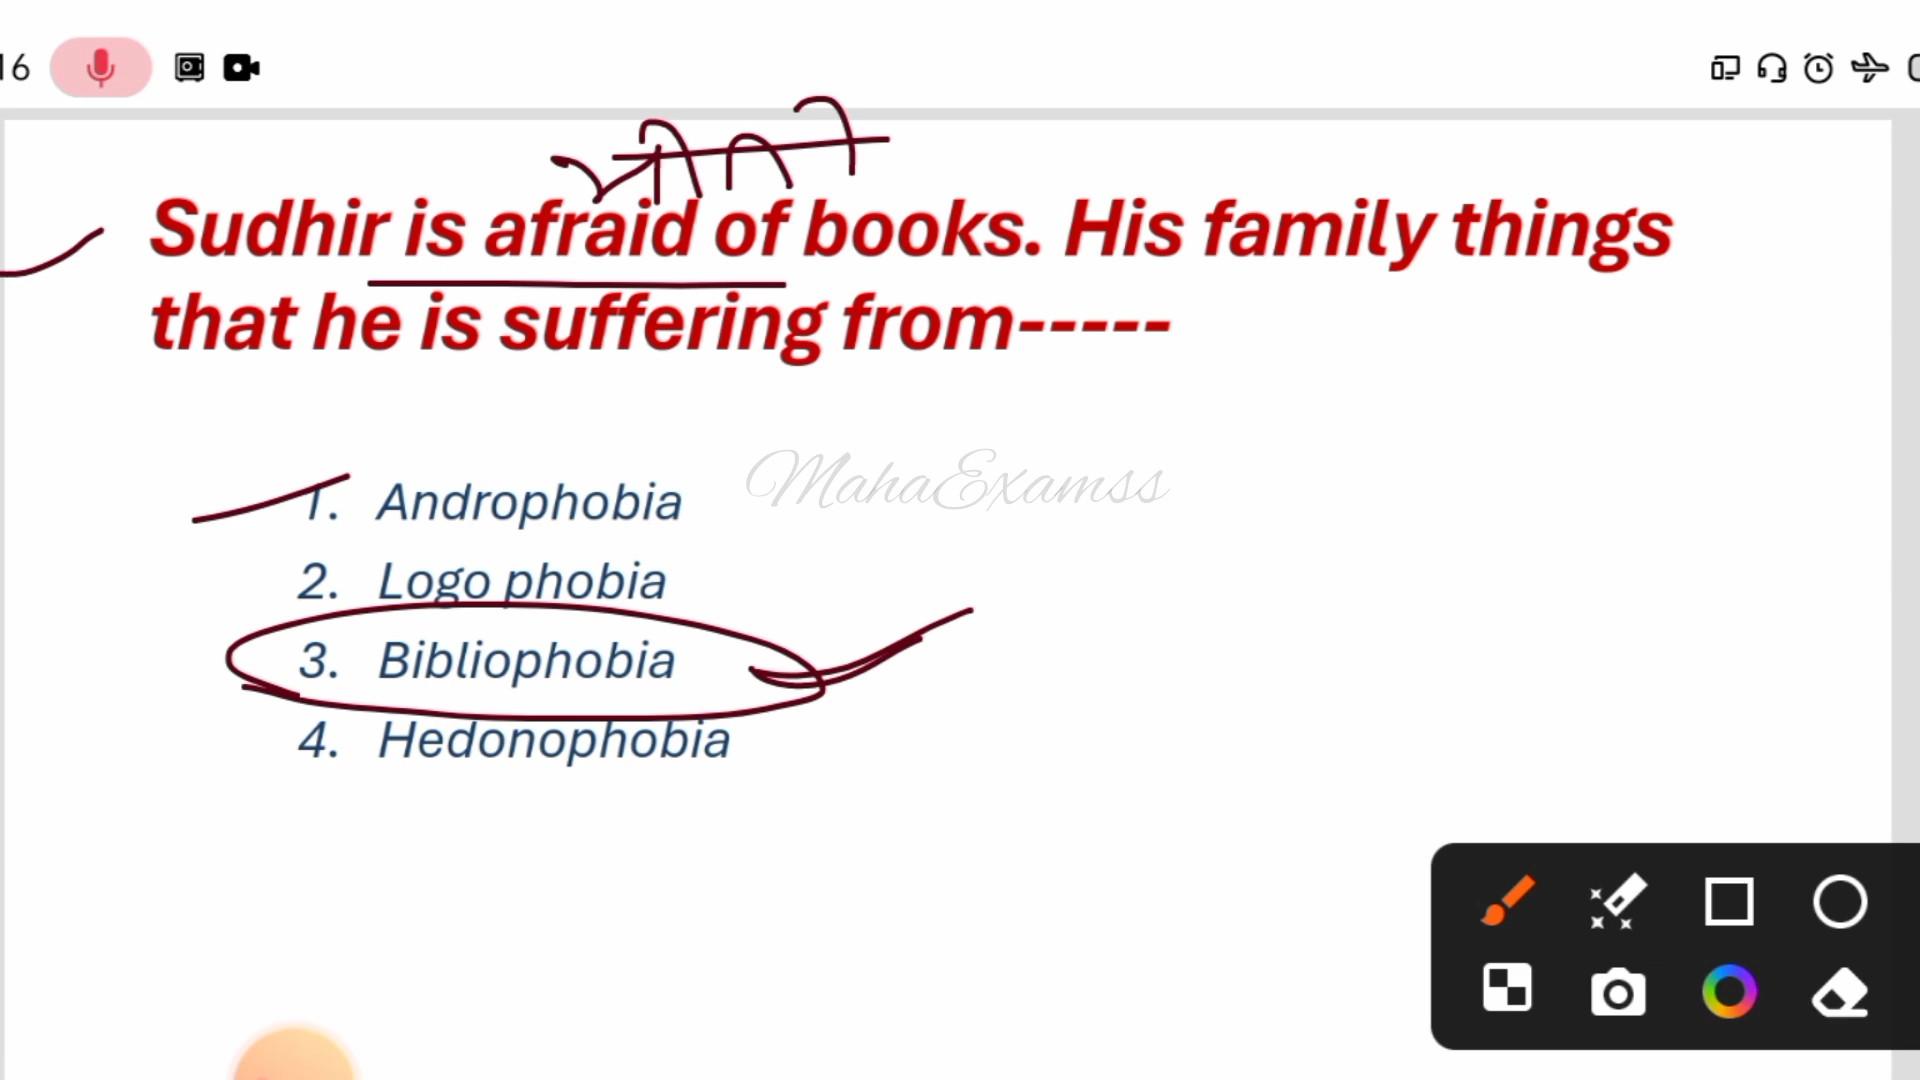 16
Sudhir is afraid of books. His family things
that he is suffering from-----
MahaExamss
1. Androphobia
2. Logo phobia
3. Bibliophobia
4. Hedonophobia